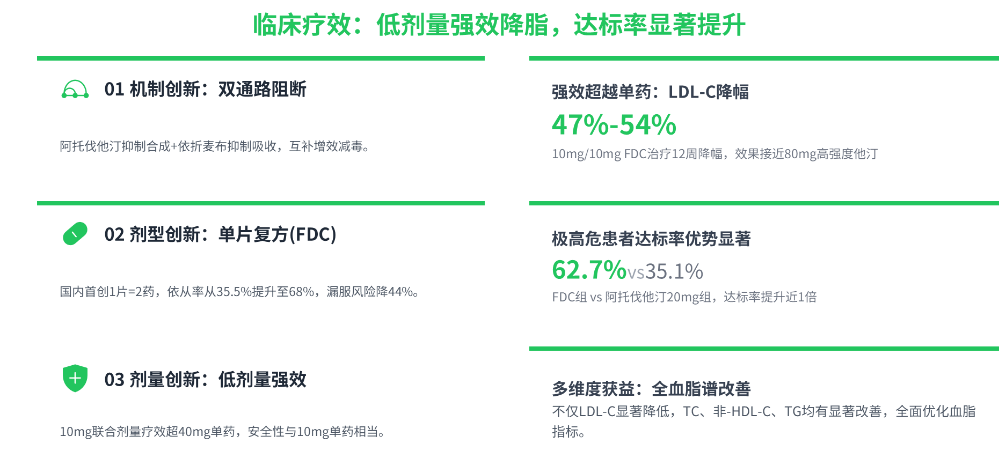 临床疗效：低剂量强效降脂，达标率显著提升
01 机制创新：双通路阻断
阿托伐他汀抑制合成+依折麦布抑制吸收，互补增效减毒。
02 剂型创新：单片复方(FDC)
国内首创1片=2药，依从率从35.5%提升至68%，漏服风险降44%。
03 剂量创新：低剂量强效
10mg联合剂量疗效超40mg单药，安全性与10mg单药相当。
强效超越单药：LDL-C降幅
47%-54%
10mg/10mg FDC治疗12周降幅，效果接近80mg高强度他汀
极高危患者达标率优势显著
62.7%vs35.1%
FDC组 vs 阿托伐他汀20mg组，达标率提升近1倍
多维度获益：全血脂谱改善
不仅LDL-C显著降低，TC、非-HDL-C、TG均有显著改善，全面优化血脂
指标。